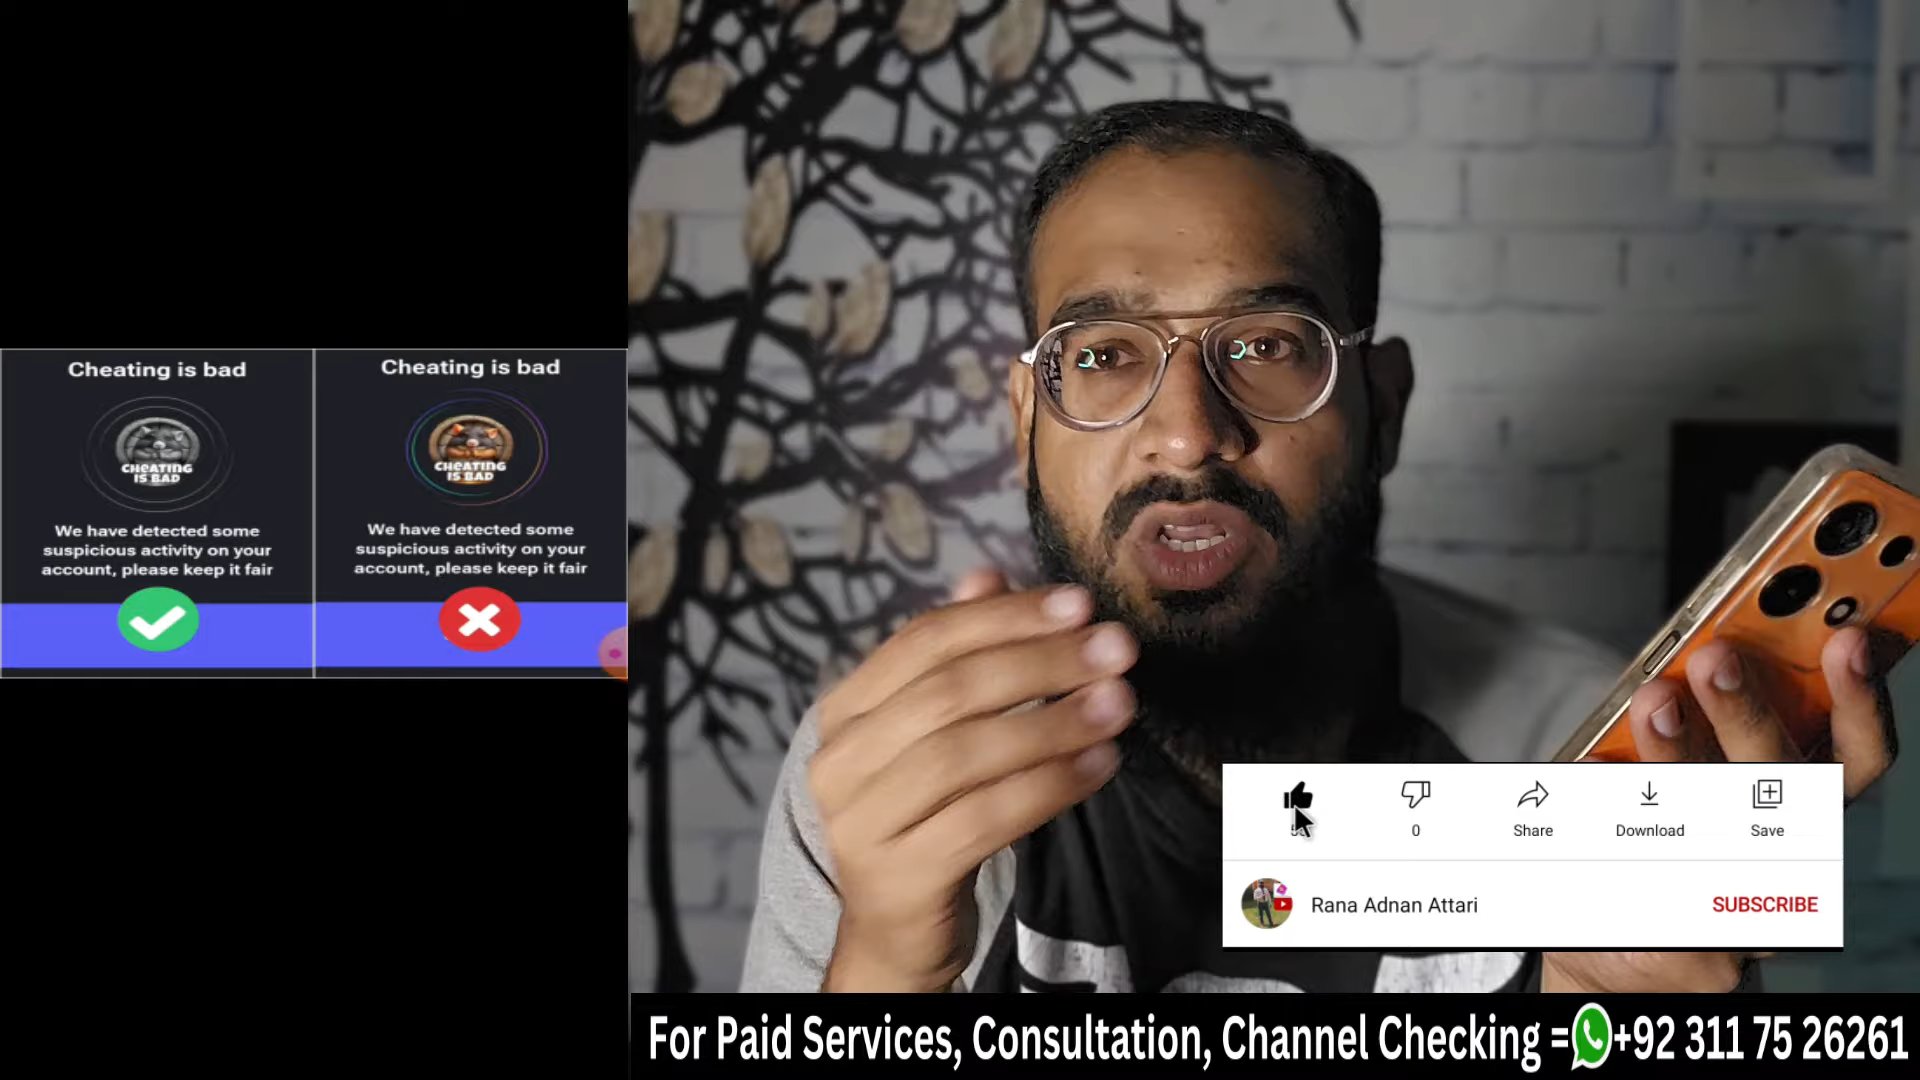 Cheating is bad
CHEATING
IS BAD
We have detected some
suspicious activity on your
account, please keep it fair
Cheating is bad
CHEATING
IS BAD
We have detected some
suspicious activity on your
account, please keep it fair
0
Share
Download
Save
Rana Adnan Attari
SUBSCRIBE
For Paid Services, Consultation, Channel Checking = +92 311 75 26261